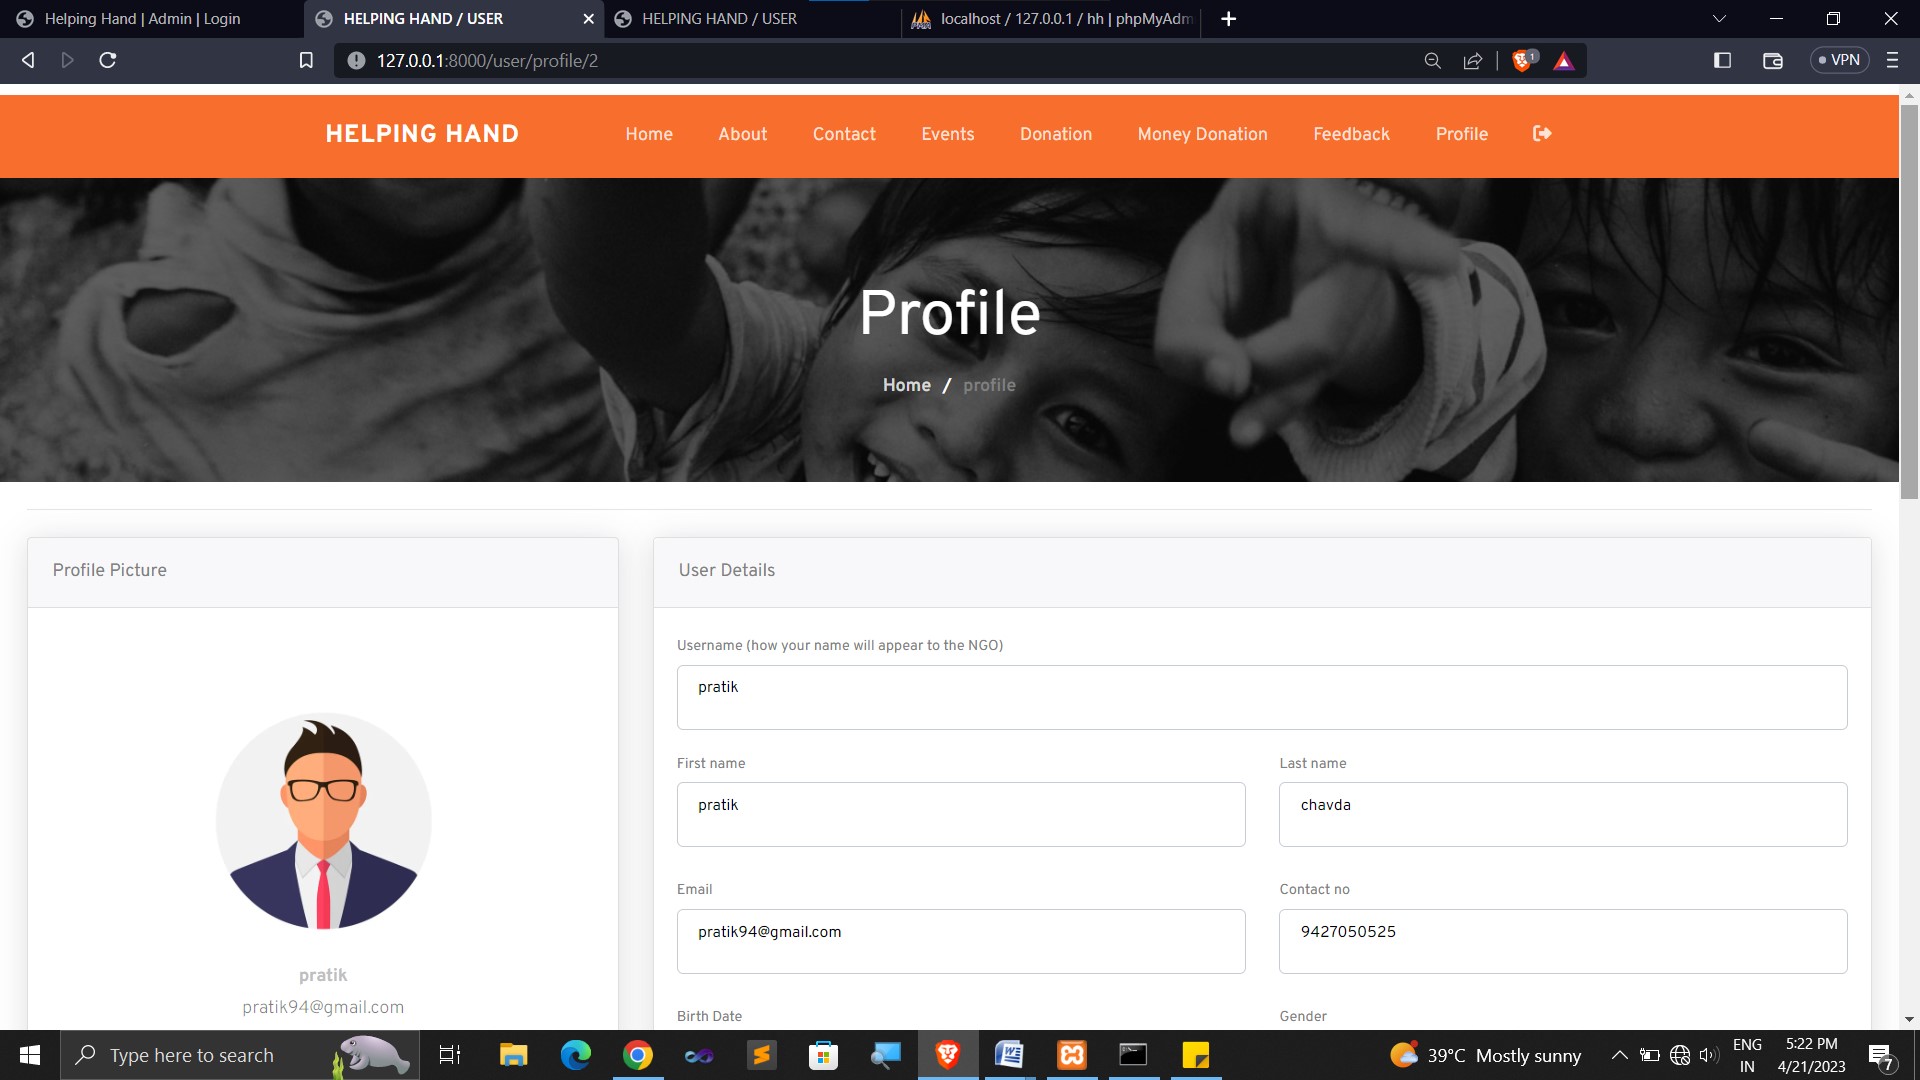 Helping Hand | Admin | Login
HELPING HAND / USER
HELPING HAND / USER
localhost / 127.0.0.1 / hh | phpMyAdm
127.0.0.1:8000/user/profile/2
1
VPN
HELPING HAND
Home
About
Contact
Events
Donation
Money Donation
Feedback
Profile
Profile
Home / profile
Profile Picture
pratik
pratik94@gmail.com
User Details
Username (how your name will appear to the NGO)
pratik
First name
Last name
pratik
chavda
Email
Contact no
pratik94@gmail.com
9427050525
Birth Date
Gender
Type here to search
39°C Mostly sunny
ENG
IN
5:22 PM
4/21/2023
7